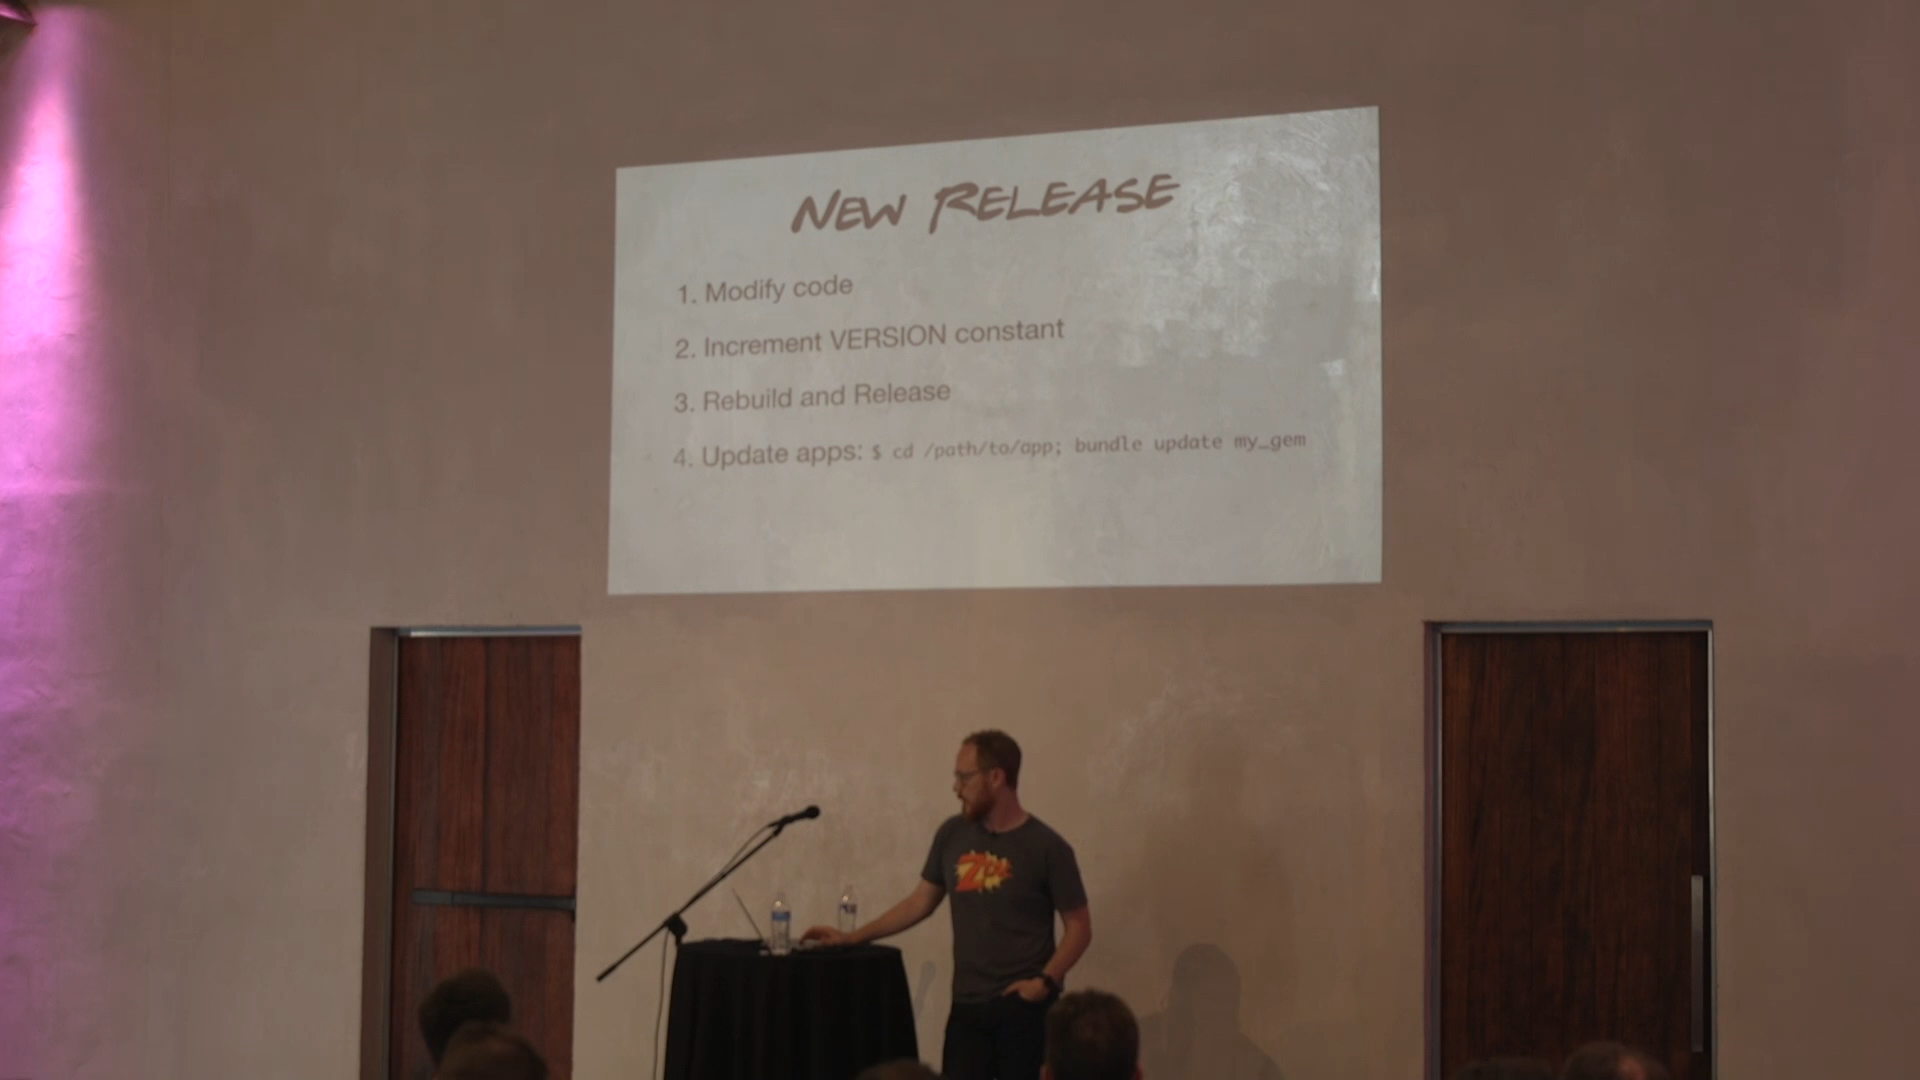 NEW RELEASE
1. Modify code
2. Increment VERSION constant
3. Rebuild and Release
4. Update apps: $ cd /path/to/app; bundle update my_gem